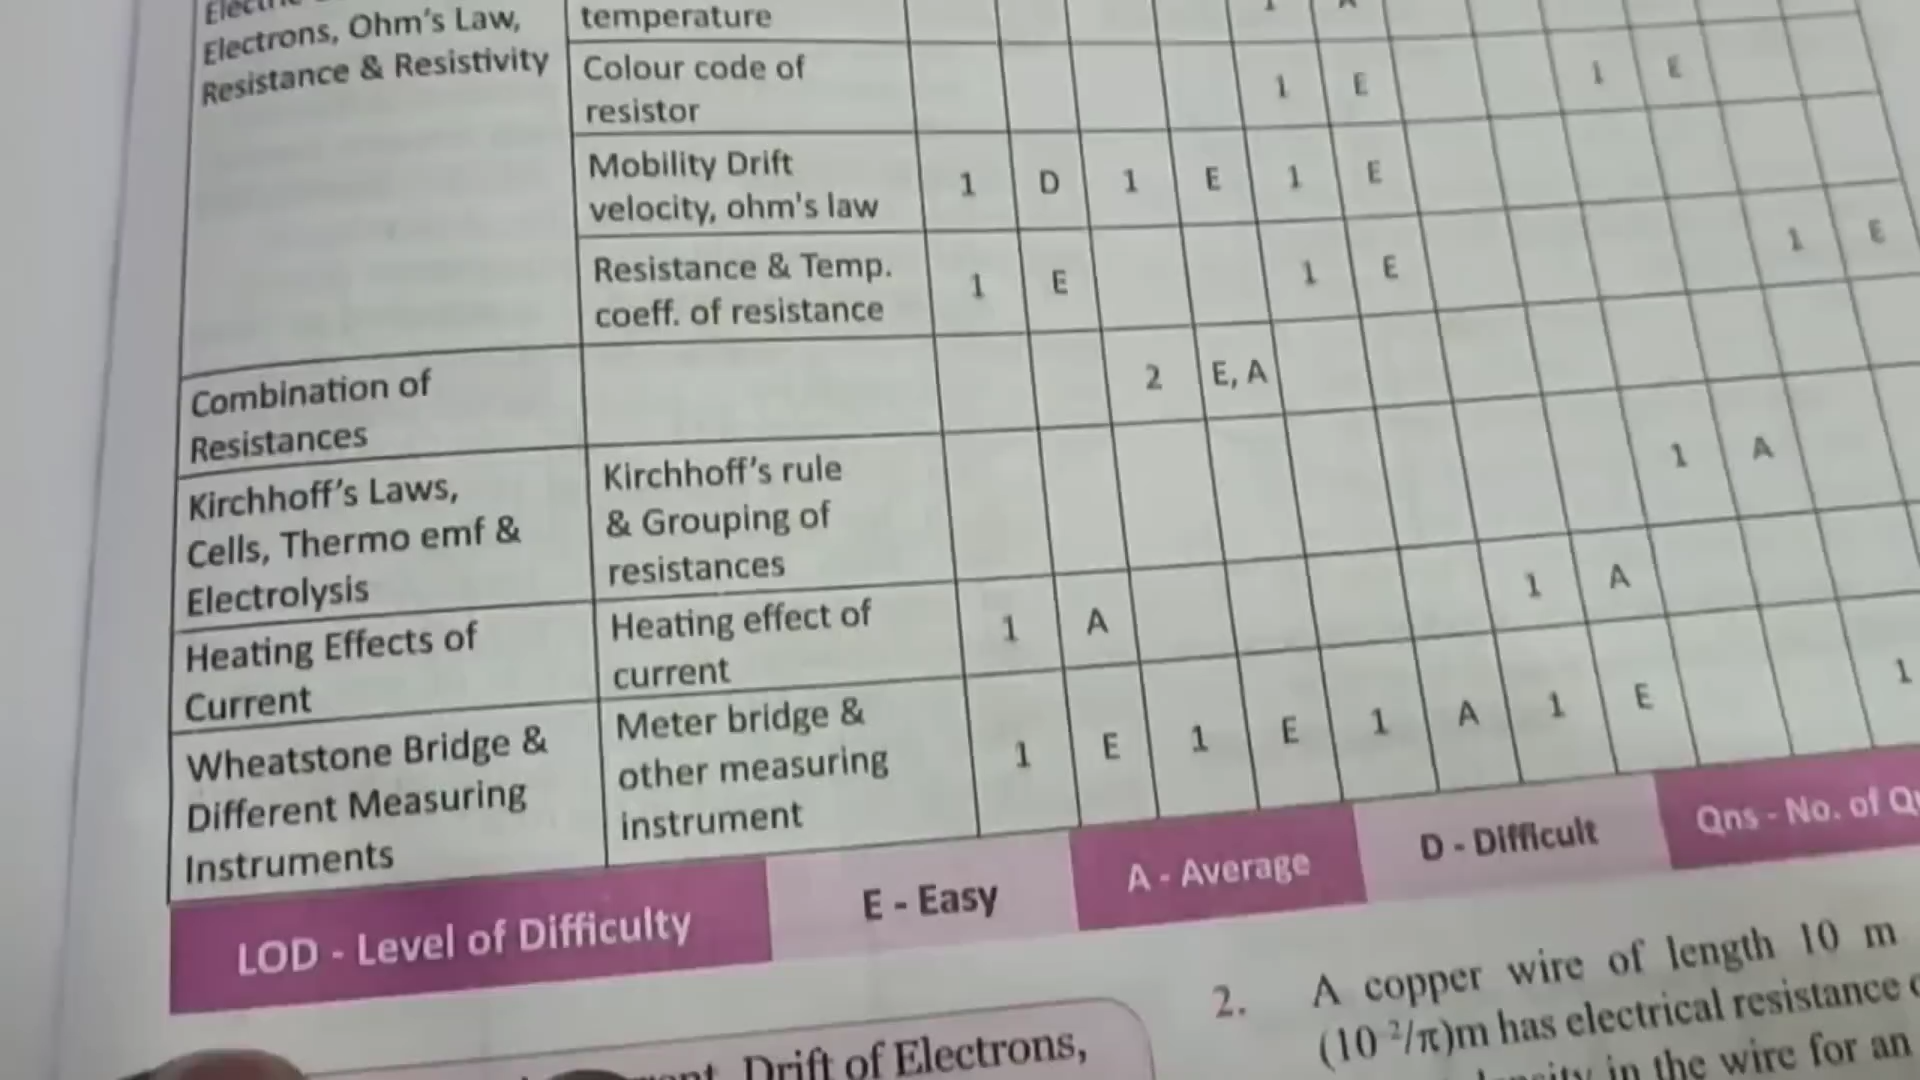 Electrons, Ohm's Law,
Resistance & Resistivity
temperature
1 A
Colour code of
resistor
1 E 1 E
Mobility Drift
velocity, ohm's law
1 D 1 E 1 E
Resistance & Temp.
coeff. of resistance
1 E 1 E 1 E
Combination of
Resistances
2 E, A
Kirchhoff's Laws,
Cells, Thermo emf &
Electrolysis
Kirchhoff's rule
& Grouping of
resistances
1 A
Heating Effects of
Current
Heating effect of
current
1 A 1 A
Wheatstone Bridge &
Different Measuring
Instruments
Meter bridge &
other measuring
instrument
1 E 1 E 1 A 1 E 1
LOD - Level of Difficulty
E - Easy
A - Average
D - Difficult
Qns - No. of
Drift of Electrons,
2. A copper wire of length 10 m
(10⁻²/π)m has electrical resistance
in the wire for an